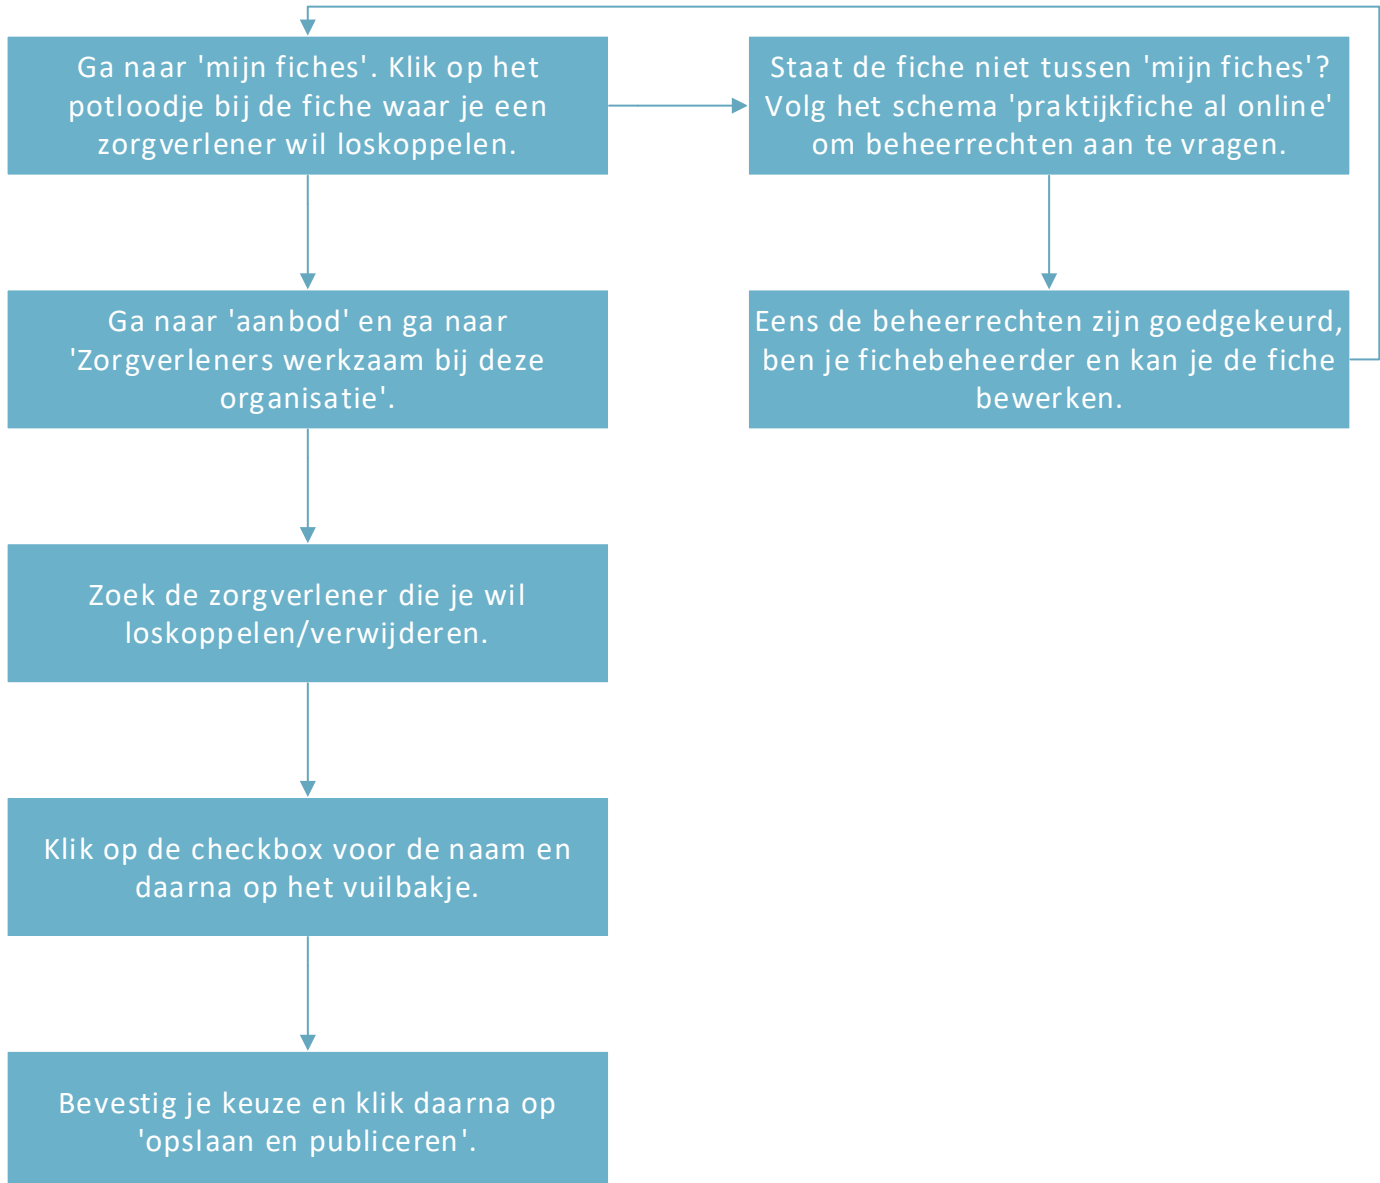 Ga naar 'mijn fiches'. Klik op het
potloodje bij de fiche waar je een
zorgverlener wil loskoppelen.
Staat de fiche niet tussen 'mijn fiches'?
Volg het schema 'praktijkfiche al online'
om beheerrechten aan te vragen.
Ga naar 'aanbod' en ga naar
'Zorgverleners werkzaam bij deze
organisatie'.
Eens de beheerrechten zijn goedgekeurd,
ben je fichebeheerder en kan je de fiche
bewerken.
Zoek de zorgverlener die je wil
loskoppelen/verwijderen.
Klik op de checkbox voor de naam en
daarna op het vuilbakje.
Bevestig je keuze en klik daarna op
'opslaan en publiceren'.